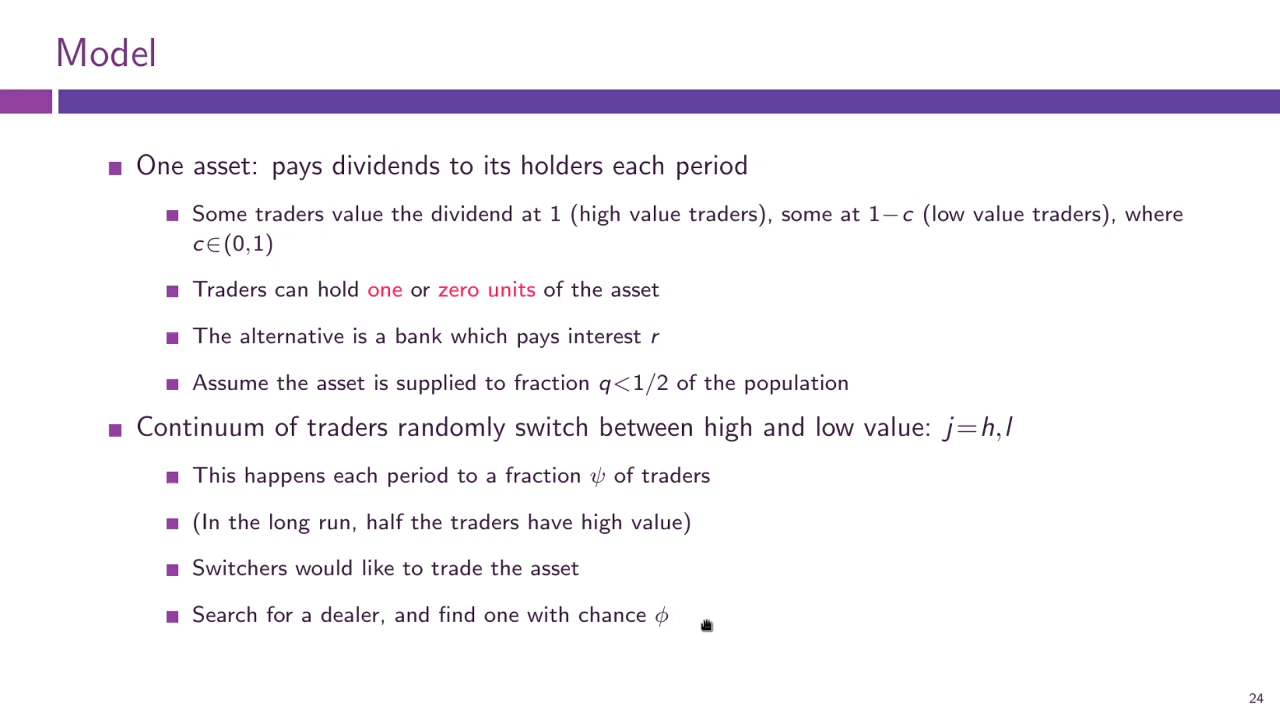 Model
One asset: pays dividends to its holders each period
Some traders value the dividend at 1 (high value traders), some at 1−c (low value traders), where
c∈(0,1)
Traders can hold one or zero units of the asset
The alternative is a bank which pays interest r
Assume the asset is supplied to fraction q<1/2 of the population
Continuum of traders randomly switch between high and low value: j=h,l
This happens each period to a fraction ψ of traders
(In the long run, half the traders have high value)
Switchers would like to trade the asset
Search for a dealer, and find one with chance ϕ
24